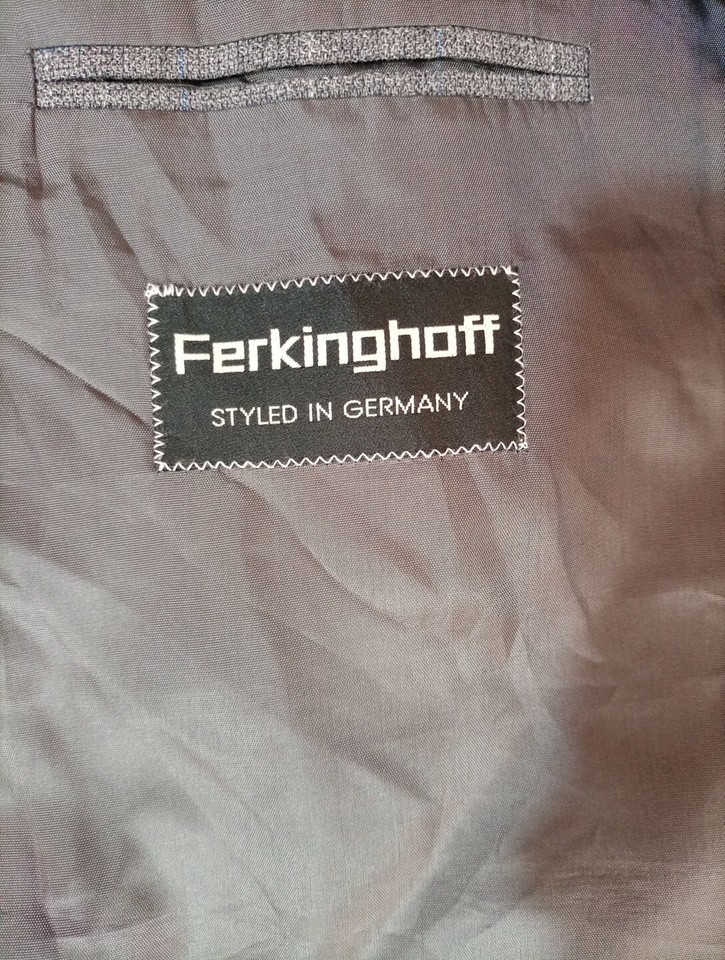 Ferkinghoff
STYLED IN GERMANY